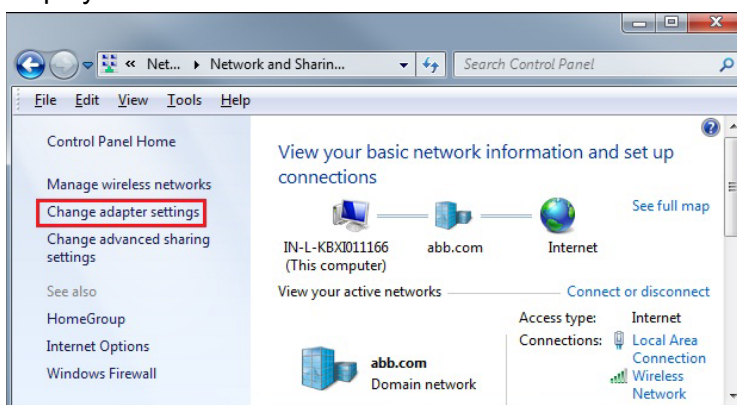 Net... Network and Sharin... Search Control Panel
File Edit View Tools Help
Control Panel Home
Manage wireless networks
Change adapter settings
Change advanced sharing
settings
See also
HomeGroup
Internet Options
Windows Firewall
View your basic network information and set up
connections
See full map
IN-L-KBXI011166 abb.com Internet
(This computer)
View your active networks Connect or disconnect
Access type: Internet
Connections: Local Area
Connection
Wireless
Network
abb.com
Domain network